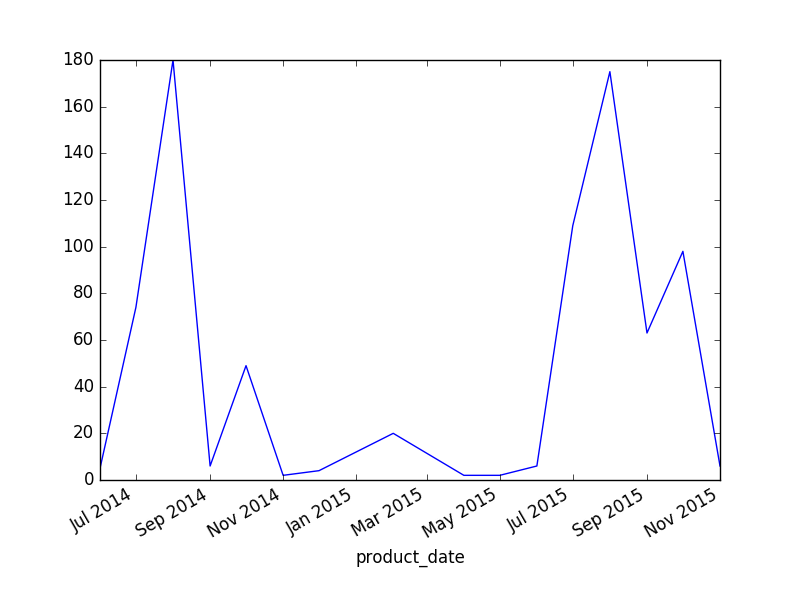 180
160
140
120
100
80
60
40
20
0
Jul 2014
Sep 2014
Nov 2014
Jan 2015
Mar 2015
May 2015
Jul 2015
Sep 2015
Nov 2015
product_date